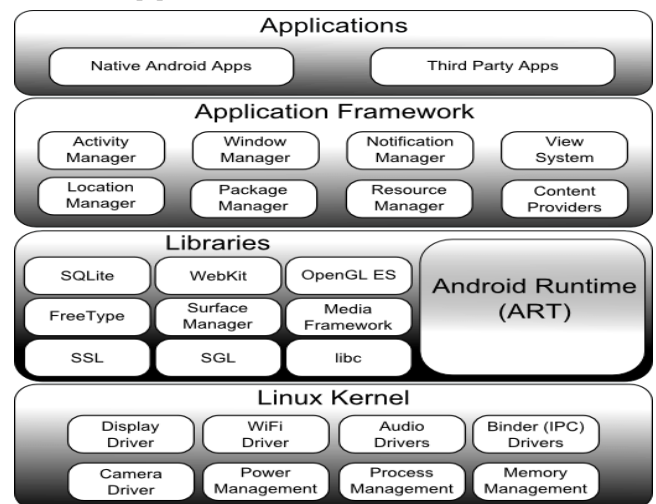 Applications
Native Android Apps
Third Party Apps
Application Framework
Activity
Manager
Window
Manager
Notification
Manager
View
System
Location
Manager
Package
Manager
Resource
Manager
Content
Providers
Libraries
SQLite
WebKit
OpenGL ES
FreeType
Surface
Manager
Media
Framework
SSL
SGL
libc
Android Runtime
(ART)
Linux Kernel
Display
Driver
WiFi
Driver
Audio
Drivers
Binder (IPC)
Drivers
Camera
Driver
Power
Management
Process
Management
Memory
Management